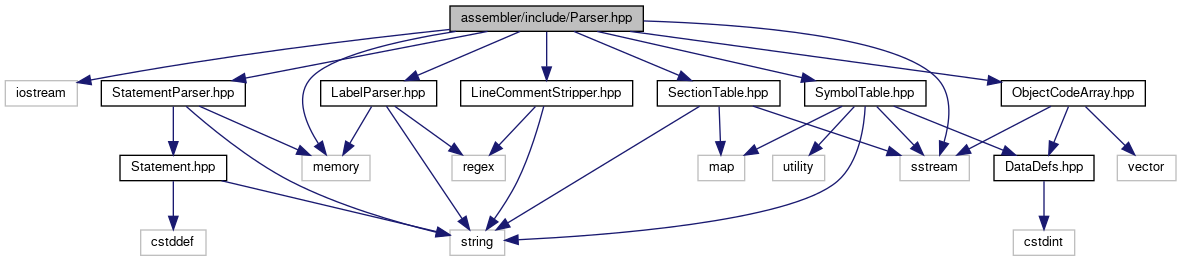 assembler/include/Parser.hpp
iostream
StatementParser.hpp
LabelParser.hpp
LineCommentStripper.hpp
SectionTable.hpp
SymbolTable.hpp
ObjectCodeArray.hpp
Statement.hpp
memory
regex
map
utility
sstream
DataDefs.hpp
vector
cstddef
string
cstdint